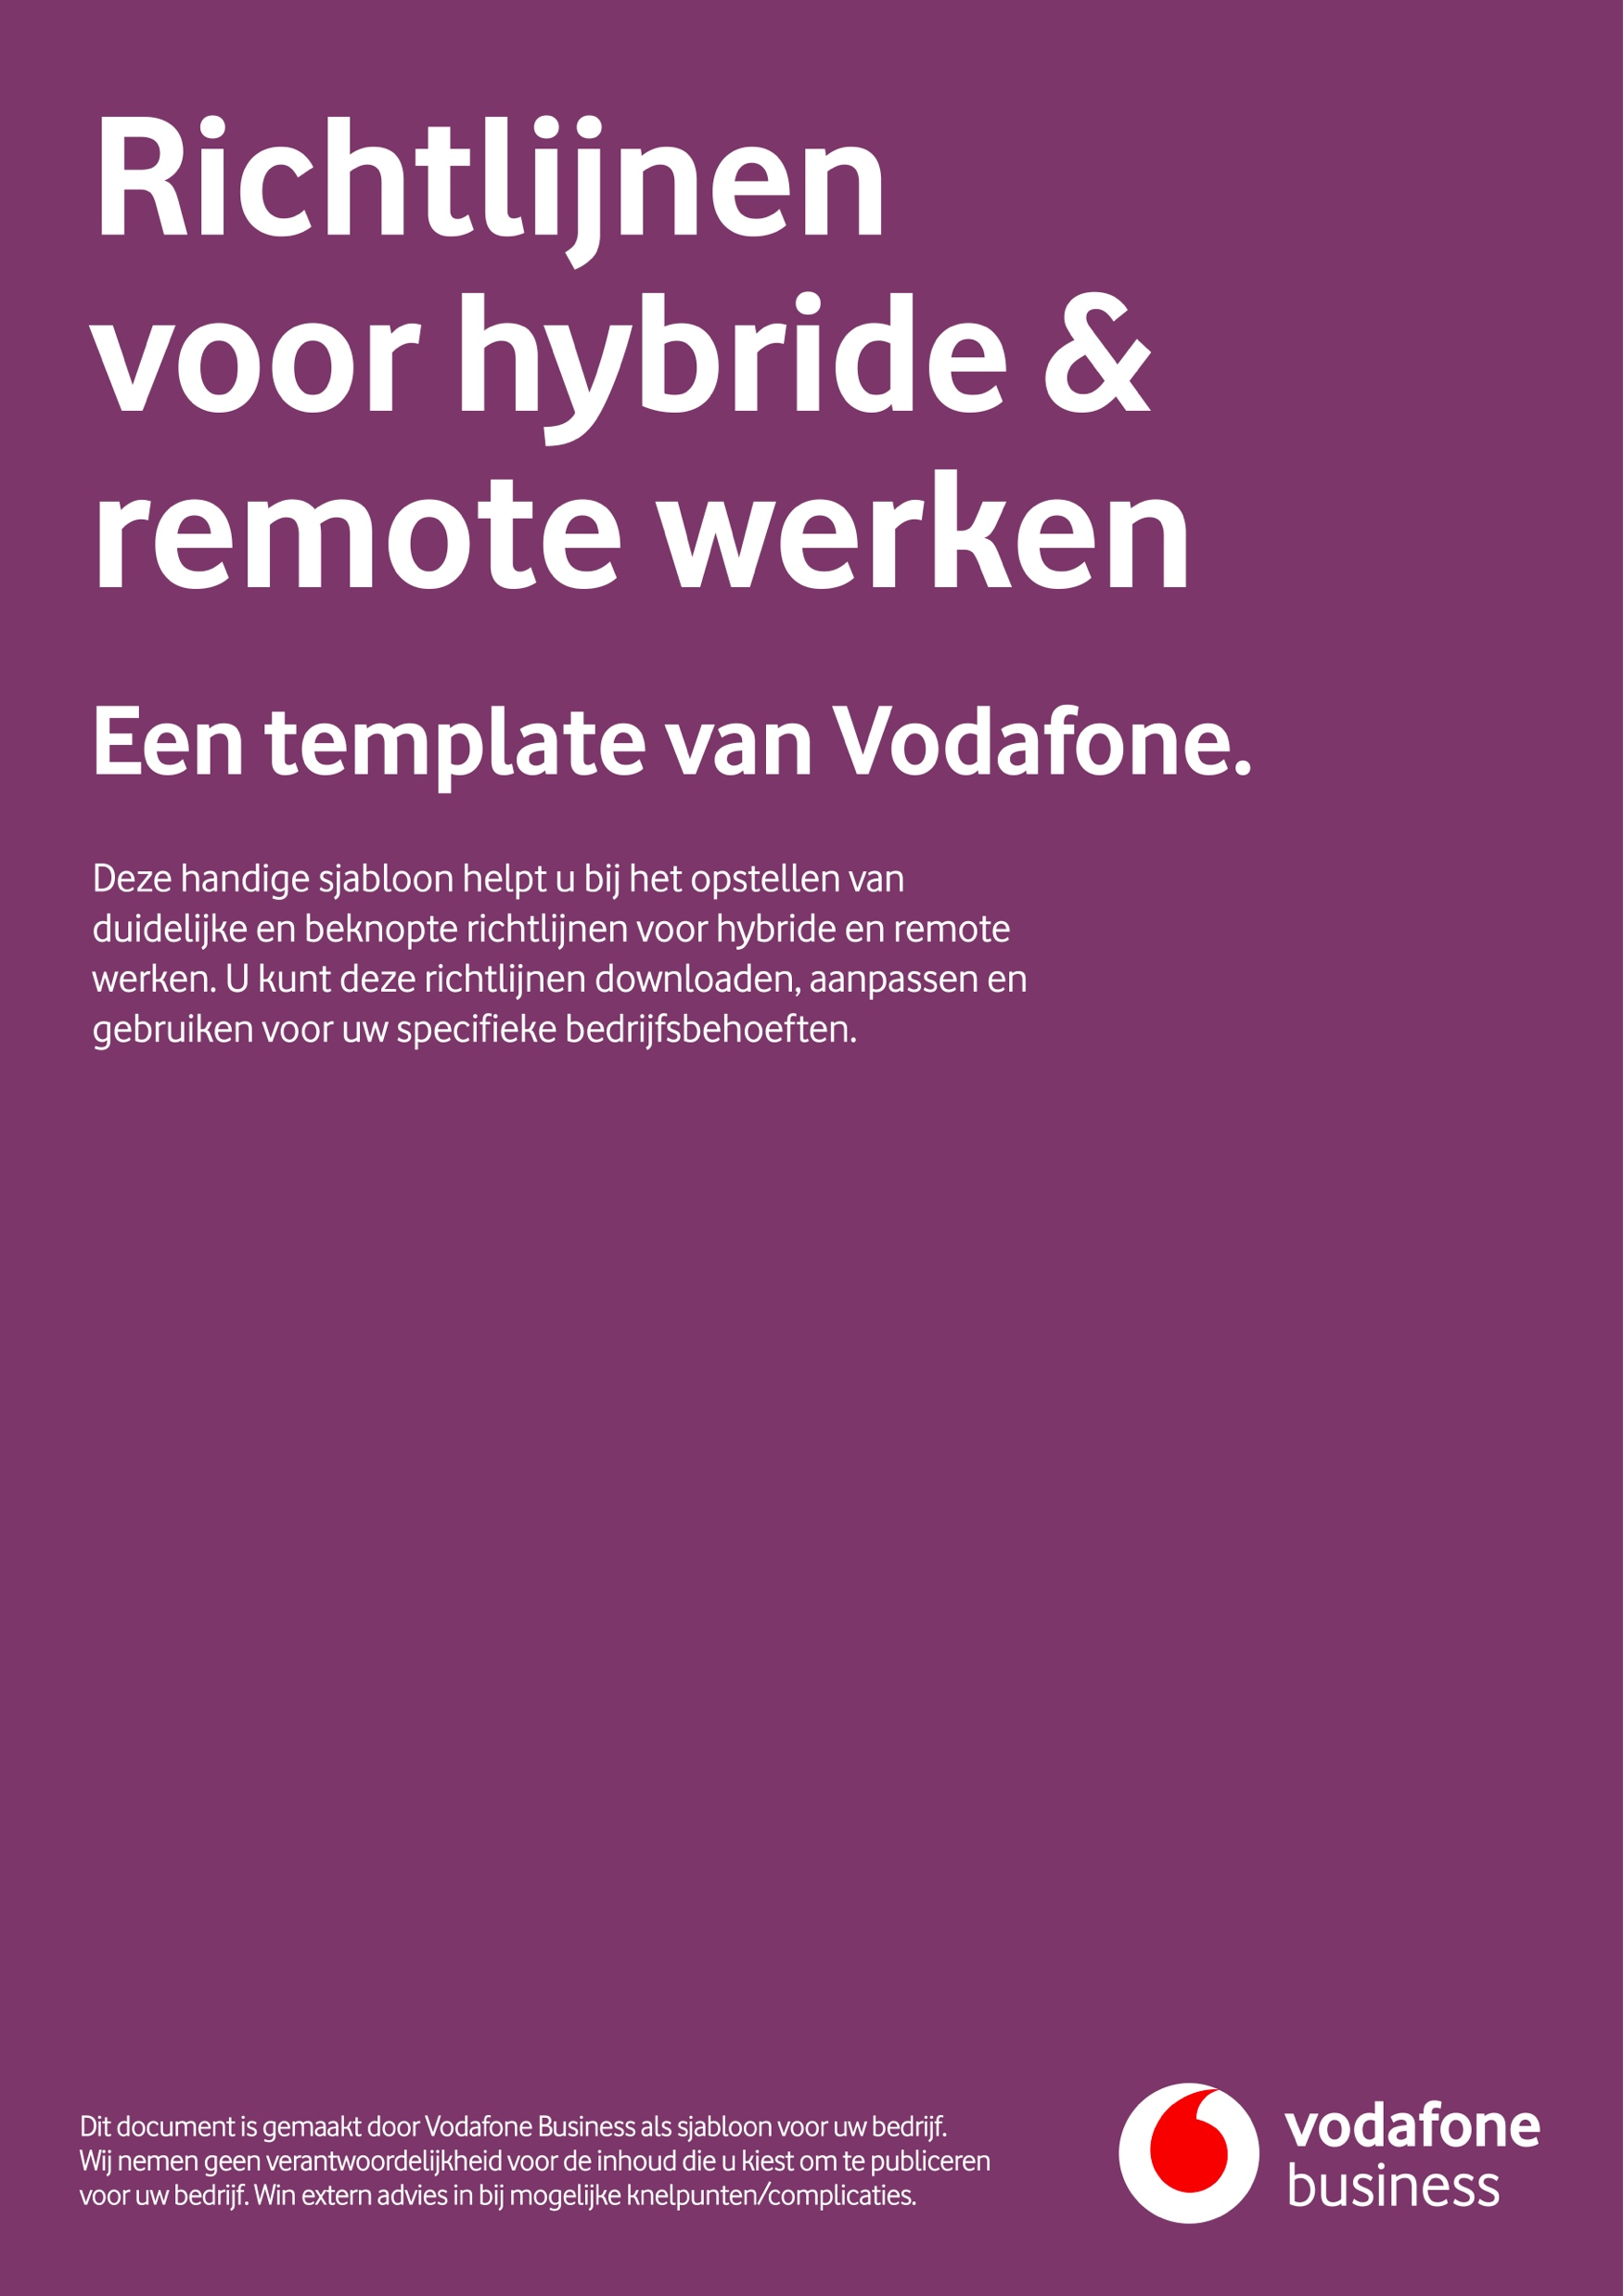 Richtlijnen
voor hybride &
remote werken
Een template van Vodafone.
Deze handige sjabloon helpt u bij het opstellen van
duidelijke en beknopte richtlijnen voor hybride en remote
werken. U kunt deze richtlijnen downloaden, aanpassen en
gebruiken voor uw specifieke bedrijfsbehoeften.
Dit document is gemaakt door Vodafone Business als sjabloon voor uw bedrijf.
Wij nemen geen verantwoordelijkheid voor de inhoud die u kiest om te publiceren
voor uw bedrijf. Win extern advies in bij mogelijke knelpunten/complicaties.
vodafone
business